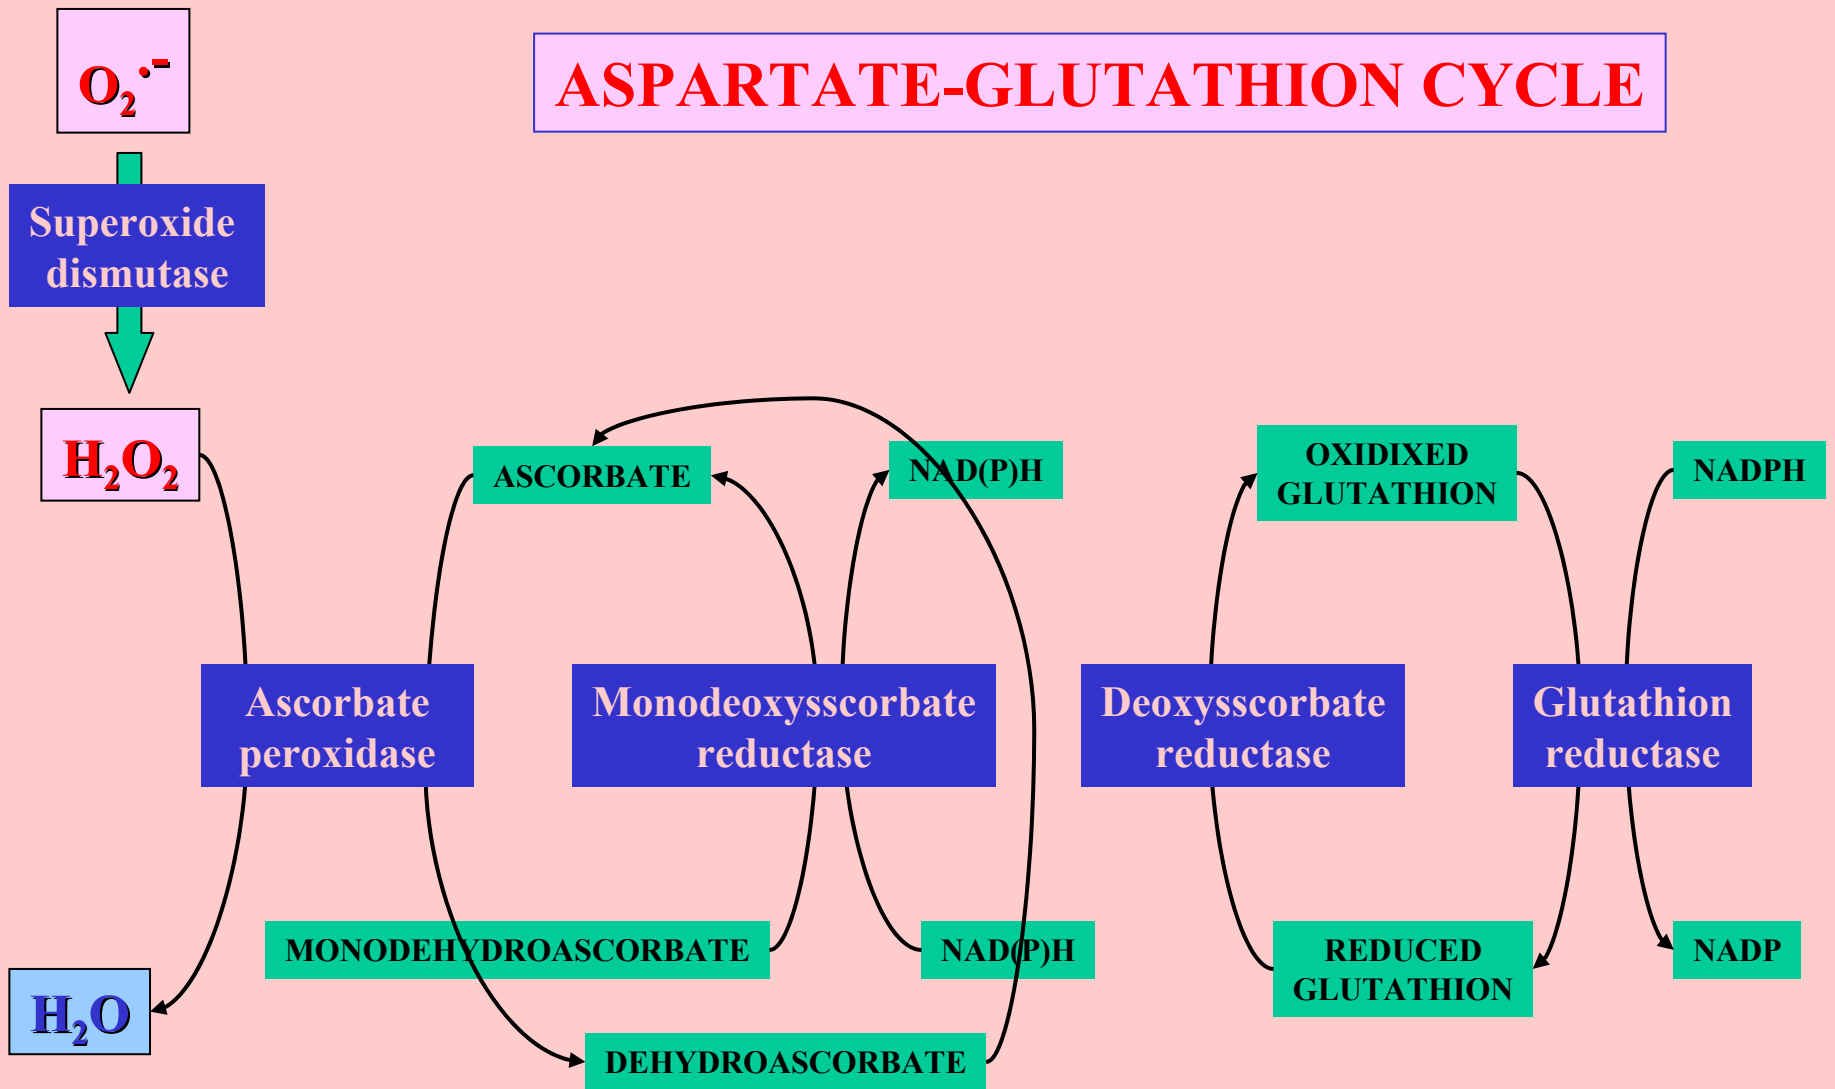 O₂·-
ASPARTATE-GLUTATHION CYCLE
Superoxide
dismutase
H₂O₂
ASCORBATE
NAD(P)H
OXIDIXED
GLUTATHION
NADPH
Ascorbate
peroxidase
Monodeoxysscorbate
reductase
Deoxysscorbate
reductase
Glutathion
reductase
MONODEHYDROASCORBATE
NAD(P)H
REDUCED
GLUTATHION
NADP
H₂O
DEHYDROASCORBATE